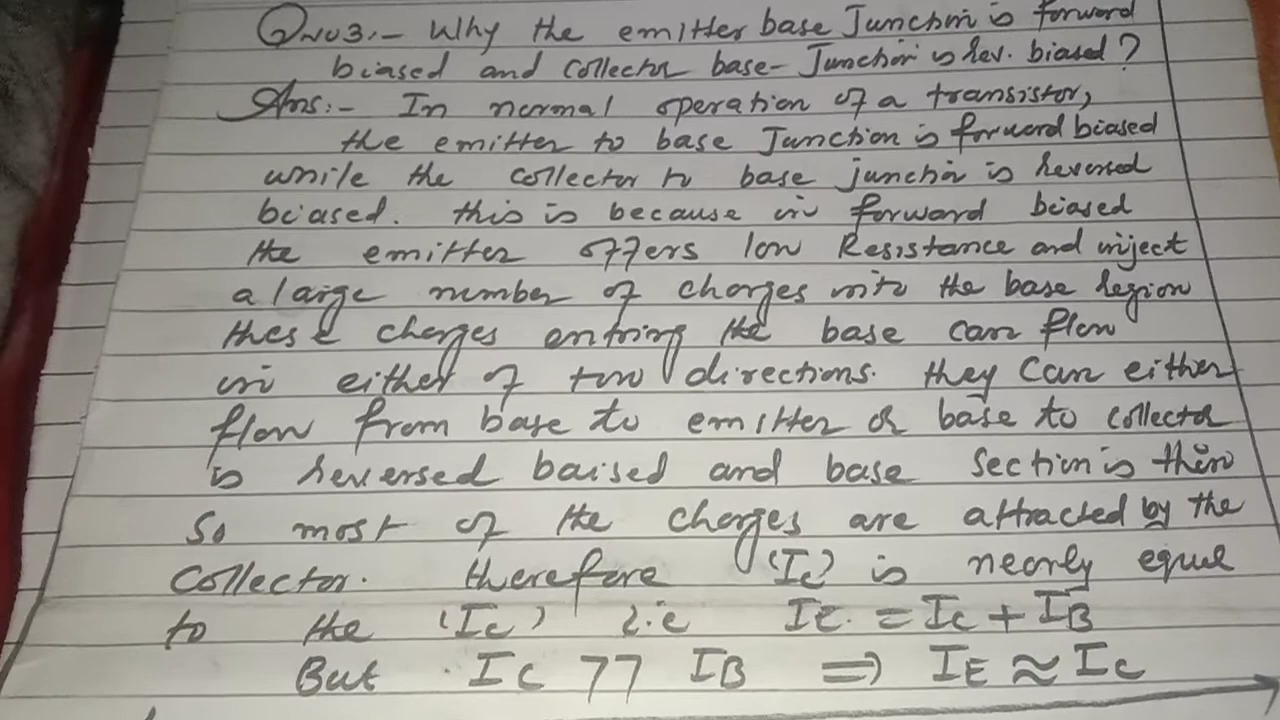 QNO3:- Why the emitter base Junction is forward
biased and collector base- Junction is rev. biased?
Ans:- In normal operation of a transistor,
the emitter to base Junction is forward biased
while the collector to base junction is reversed
biased. this is because in forward biased
the emitter offers low Resistance and inject
a large number of charges into the base region
these charges entring the base can flow
in either of two directions. they can either
flow from base to emitter or base to collector
is reversed baised and base section is thin
So most of the charges are attracted by the
collector. therefore 'Ic' is nearly equal
to the 'Ic' i.e IE. = Ic + IB
But Ic >> IB ⇒ IE ≈ Ic